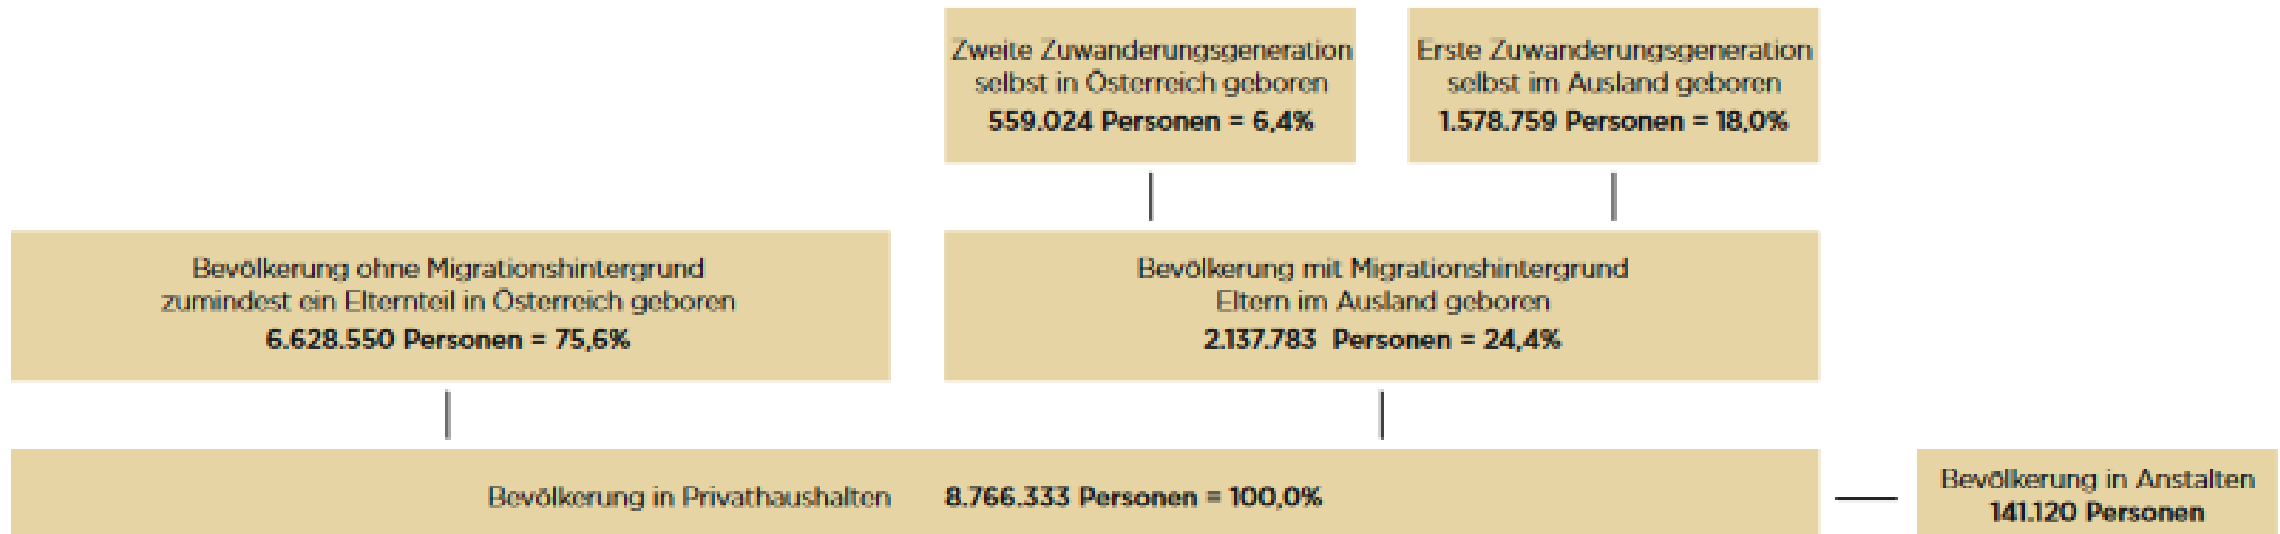 Zweite Zuwanderungsgeneration
selbst in Österreich geboren
559.024 Personen = 6,4%
Erste Zuwanderungsgeneration
selbst im Ausland geboren
1.578.759 Personen = 18,0%
Bevölkerung ohne Migrationshintergrund
zumindest ein Elternteil in Österreich geboren
6.628.550 Personen = 75,6%
Bevölkerung mit Migrationshintergrund
Eltern im Ausland geboren
2.137.783 Personen = 24,4%
Bevölkerung in Privathaushalten 8.766.333 Personen = 100,0%
Bevölkerung in Anstalten
141.120 Personen